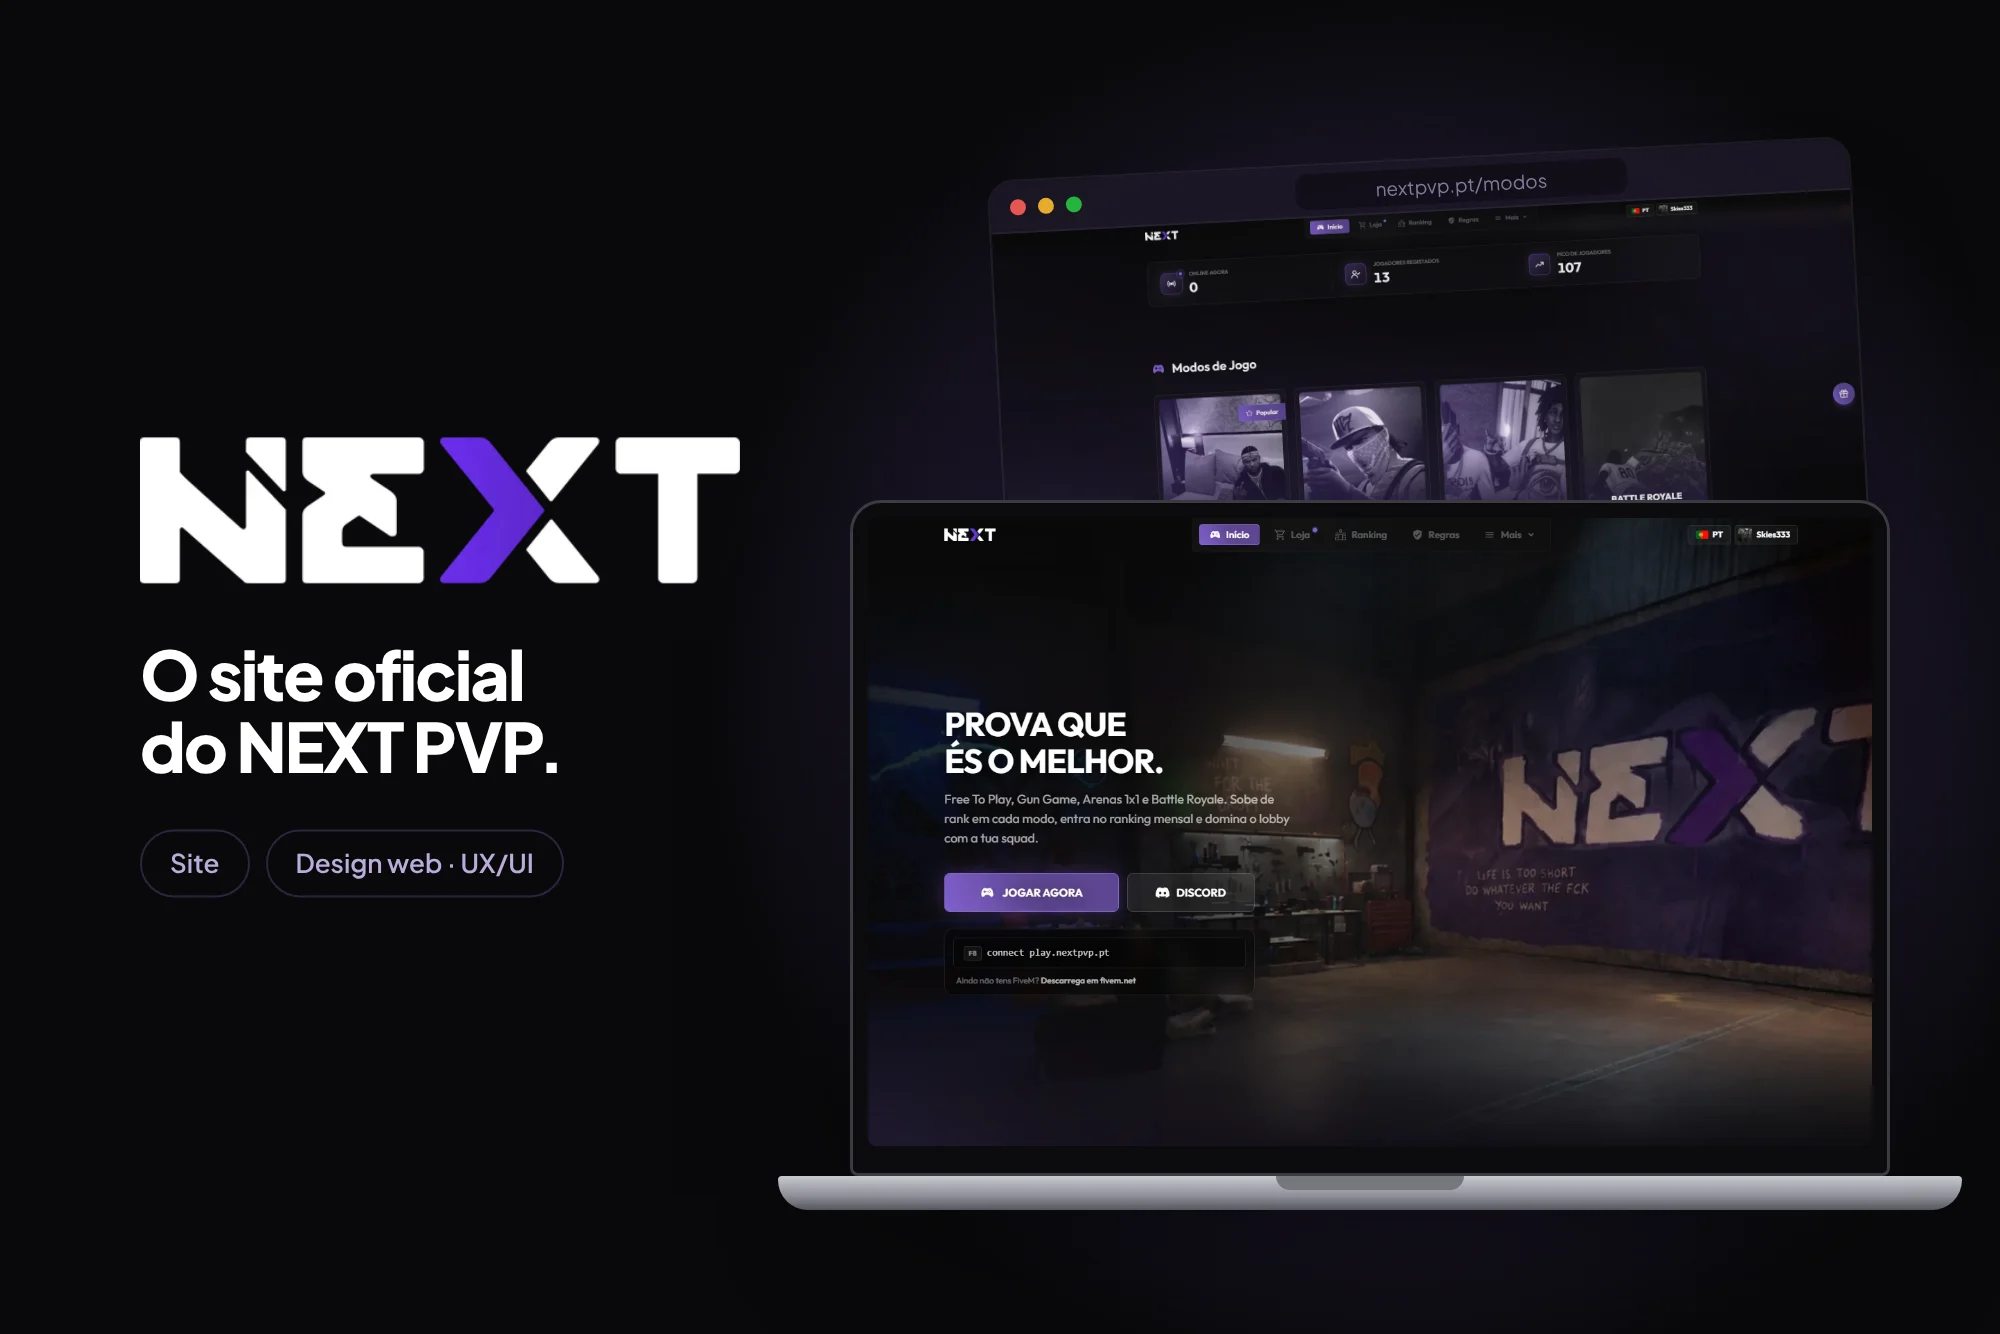 NEXT
O site oficial
do NEXT PVP.
Site
Design web · UX/UI
nextpvp.pt/modos
NEXT
Início
Loja
Ranking
Regras
Mais
PT
Skies333
ONLINE AGORA
0
JOGADORES REGISTADOS
13
PICO DE JOGADORES
107
Modos de Jogo
Popular
BATTLE ROYALE
NEXT
Início
Loja
Ranking
Regras
Mais
PT
Skies333
PROVA QUE
ÉS O MELHOR.
Free To Play, Gun Game, Arenas 1x1 e Battle Royale. Sobe de
rank em cada modo, entra no ranking mensal e domina o lobby
com a tua squad.
JOGAR AGORA
DISCORD
F8
connect play.nextpvp.pt
Ainda não tens FiveM? Descarrega em fivem.net
NEXT
LIFE IS TOO SHORT
DO WHATEVER THE FCK
YOU WANT